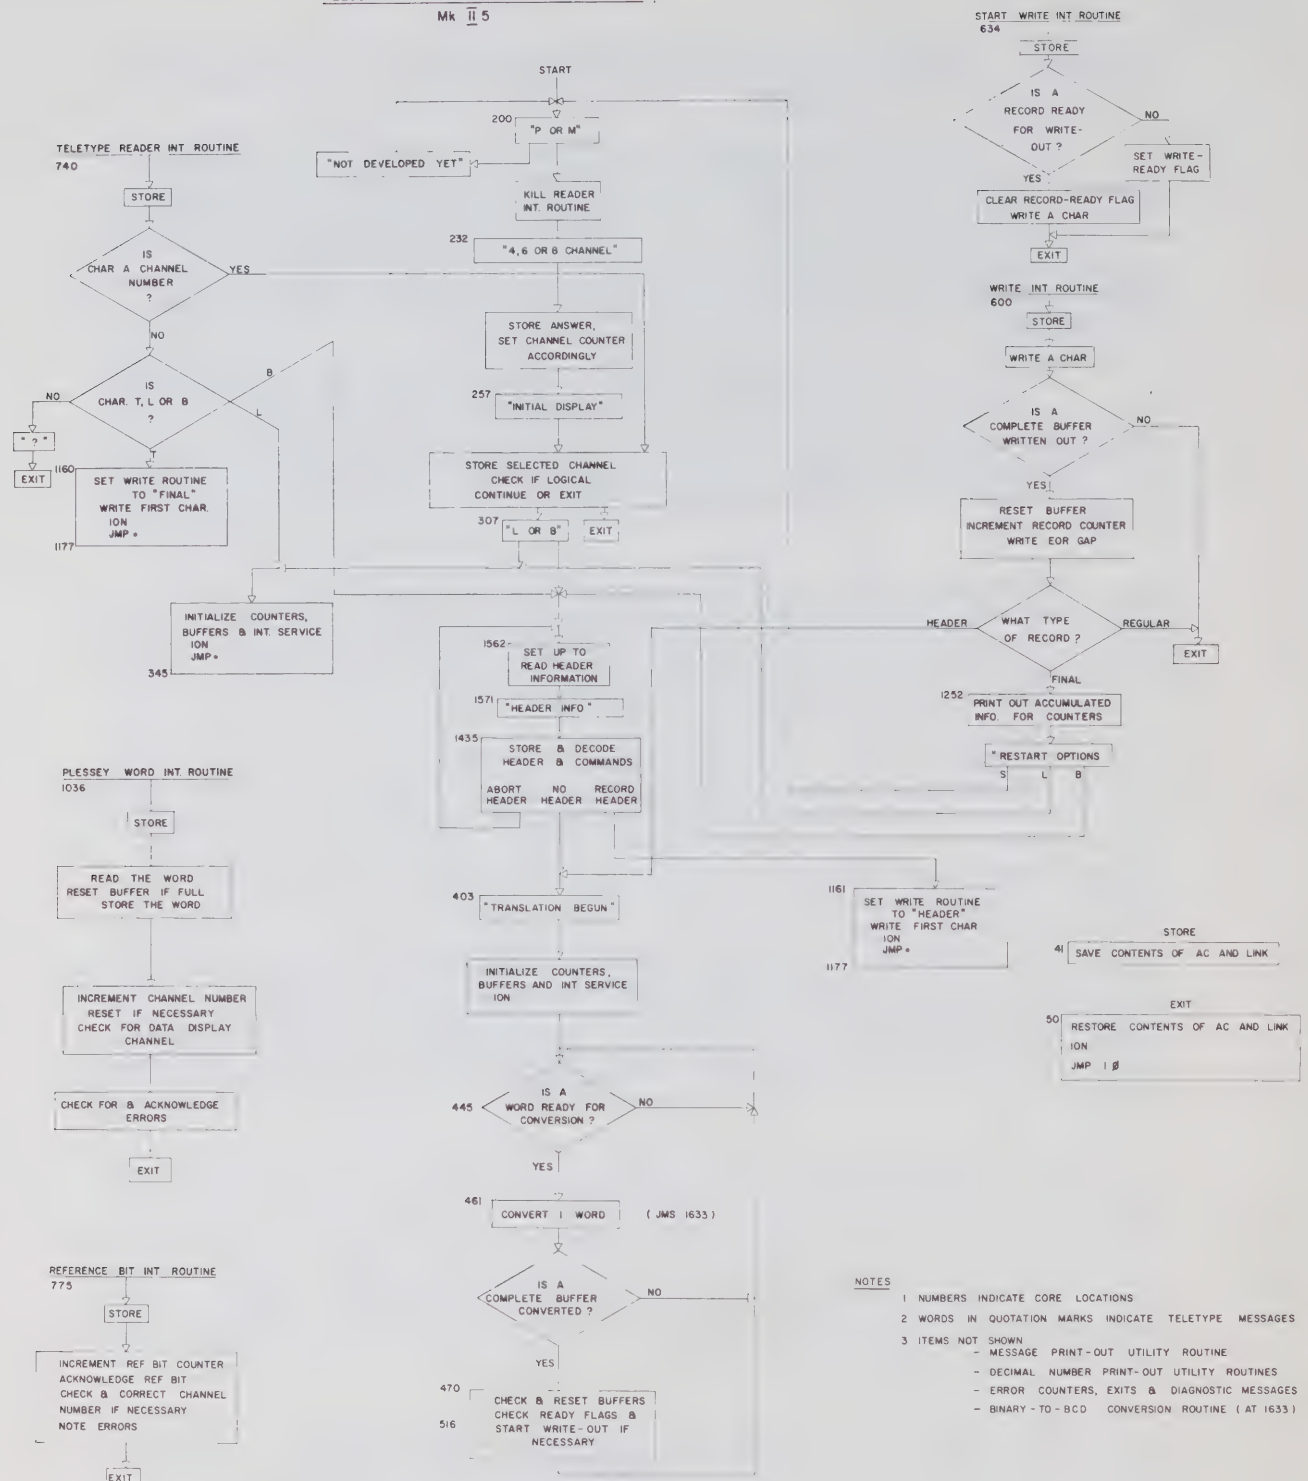 Mk II 5
START WRITE INT ROUTINE
634
STORE
IS A
RECORD READY
FOR WRITE-
OUT ?
NO
YES
SET WRITE-
READY FLAG
CLEAR RECORD-READY FLAG
WRITE A CHAR
EXIT
START
200
"P OR M"
"NOT DEVELOPED YET"
KILL READER
INT. ROUTINE
232
"4, 6 OR 8 CHANNEL"
STORE ANSWER,
SET CHANNEL COUNTER
ACCORDINGLY
257
"INITIAL DISPLAY"
STORE SELECTED CHANNEL
CHECK IF LOGICAL
CONTINUE OR EXIT
307
"L OR B"
EXIT
TELETYPE READER INT ROUTINE
740
STORE
IS
CHAR A CHANNEL
NUMBER
?
YES
NO
IS
CHAR. T, L OR B
?
B
L
NO
" ? "
EXIT
T
1160
SET WRITE ROUTINE
TO "FINAL"
WRITE FIRST CHAR.
ION
JMP •
1177
INITIALIZE COUNTERS,
BUFFERS & INT. SERVICE
ION
JMP •
345
WRITE INT ROUTINE
600
STORE
WRITE A CHAR
IS A
COMPLETE BUFFER
WRITTEN OUT ?
NO
YES
RESET BUFFER
INCREMENT RECORD COUNTER
WRITE EOR GAP
WHAT TYPE
OF RECORD ?
HEADER
REGULAR
EXIT
FINAL
1252
PRINT OUT ACCUMULATED
INFO. FOR COUNTERS
"RESTART OPTIONS
S L B
1562
SET UP TO
READ HEADER
INFORMATION
1571
"HEADER INFO"
1435
STORE & DECODE
HEADER & COMMANDS
ABORT NO RECORD
HEADER HEADER HEADER
1161
SET WRITE ROUTINE
TO "HEADER"
WRITE FIRST CHAR
ION
JMP •
1177
403
"TRANSLATION BEGUN"
INITIALIZE COUNTERS,
BUFFERS AND INT SERVICE
ION
445
IS A
WORD READY FOR
CONVERSION ?
NO
YES
461
CONVERT 1 WORD
( JMS 1633 )
IS A
COMPLETE BUFFER
CONVERTED ?
NO
YES
470
516
CHECK & RESET BUFFERS
CHECK READY FLAGS &
START WRITE-OUT IF
NECESSARY
PLESSEY WORD INT. ROUTINE
1036
STORE
READ THE WORD
RESET BUFFER IF FULL
STORE THE WORD
INCREMENT CHANNEL NUMBER
RESET IF NECESSARY
CHECK FOR DATA DISPLAY
CHANNEL
CHECK FOR & ACKNOWLEDGE
ERRORS
EXIT
REFERENCE BIT INT ROUTINE
775
STORE
INCREMENT REF BIT COUNTER
ACKNOWLEDGE REF BIT
CHECK & CORRECT CHANNEL
NUMBER IF NECESSARY
NOTE ERRORS
EXIT
STORE
41
SAVE CONTENTS OF AC AND LINK
EXIT
50
RESTORE CONTENTS OF AC AND LINK
ION
JMP I Ø
NOTES
1 NUMBERS INDICATE CORE LOCATIONS
2 WORDS IN QUOTATION MARKS INDICATE TELETYPE MESSAGES
3 ITEMS NOT SHOWN
- MESSAGE PRINT-OUT UTILITY ROUTINE
- DECIMAL NUMBER PRINT-OUT UTILITY ROUTINES
- ERROR COUNTERS, EXITS & DIAGNOSTIC MESSAGES
- BINARY-TO-BCD CONVERSION ROUTINE ( AT 1633 )